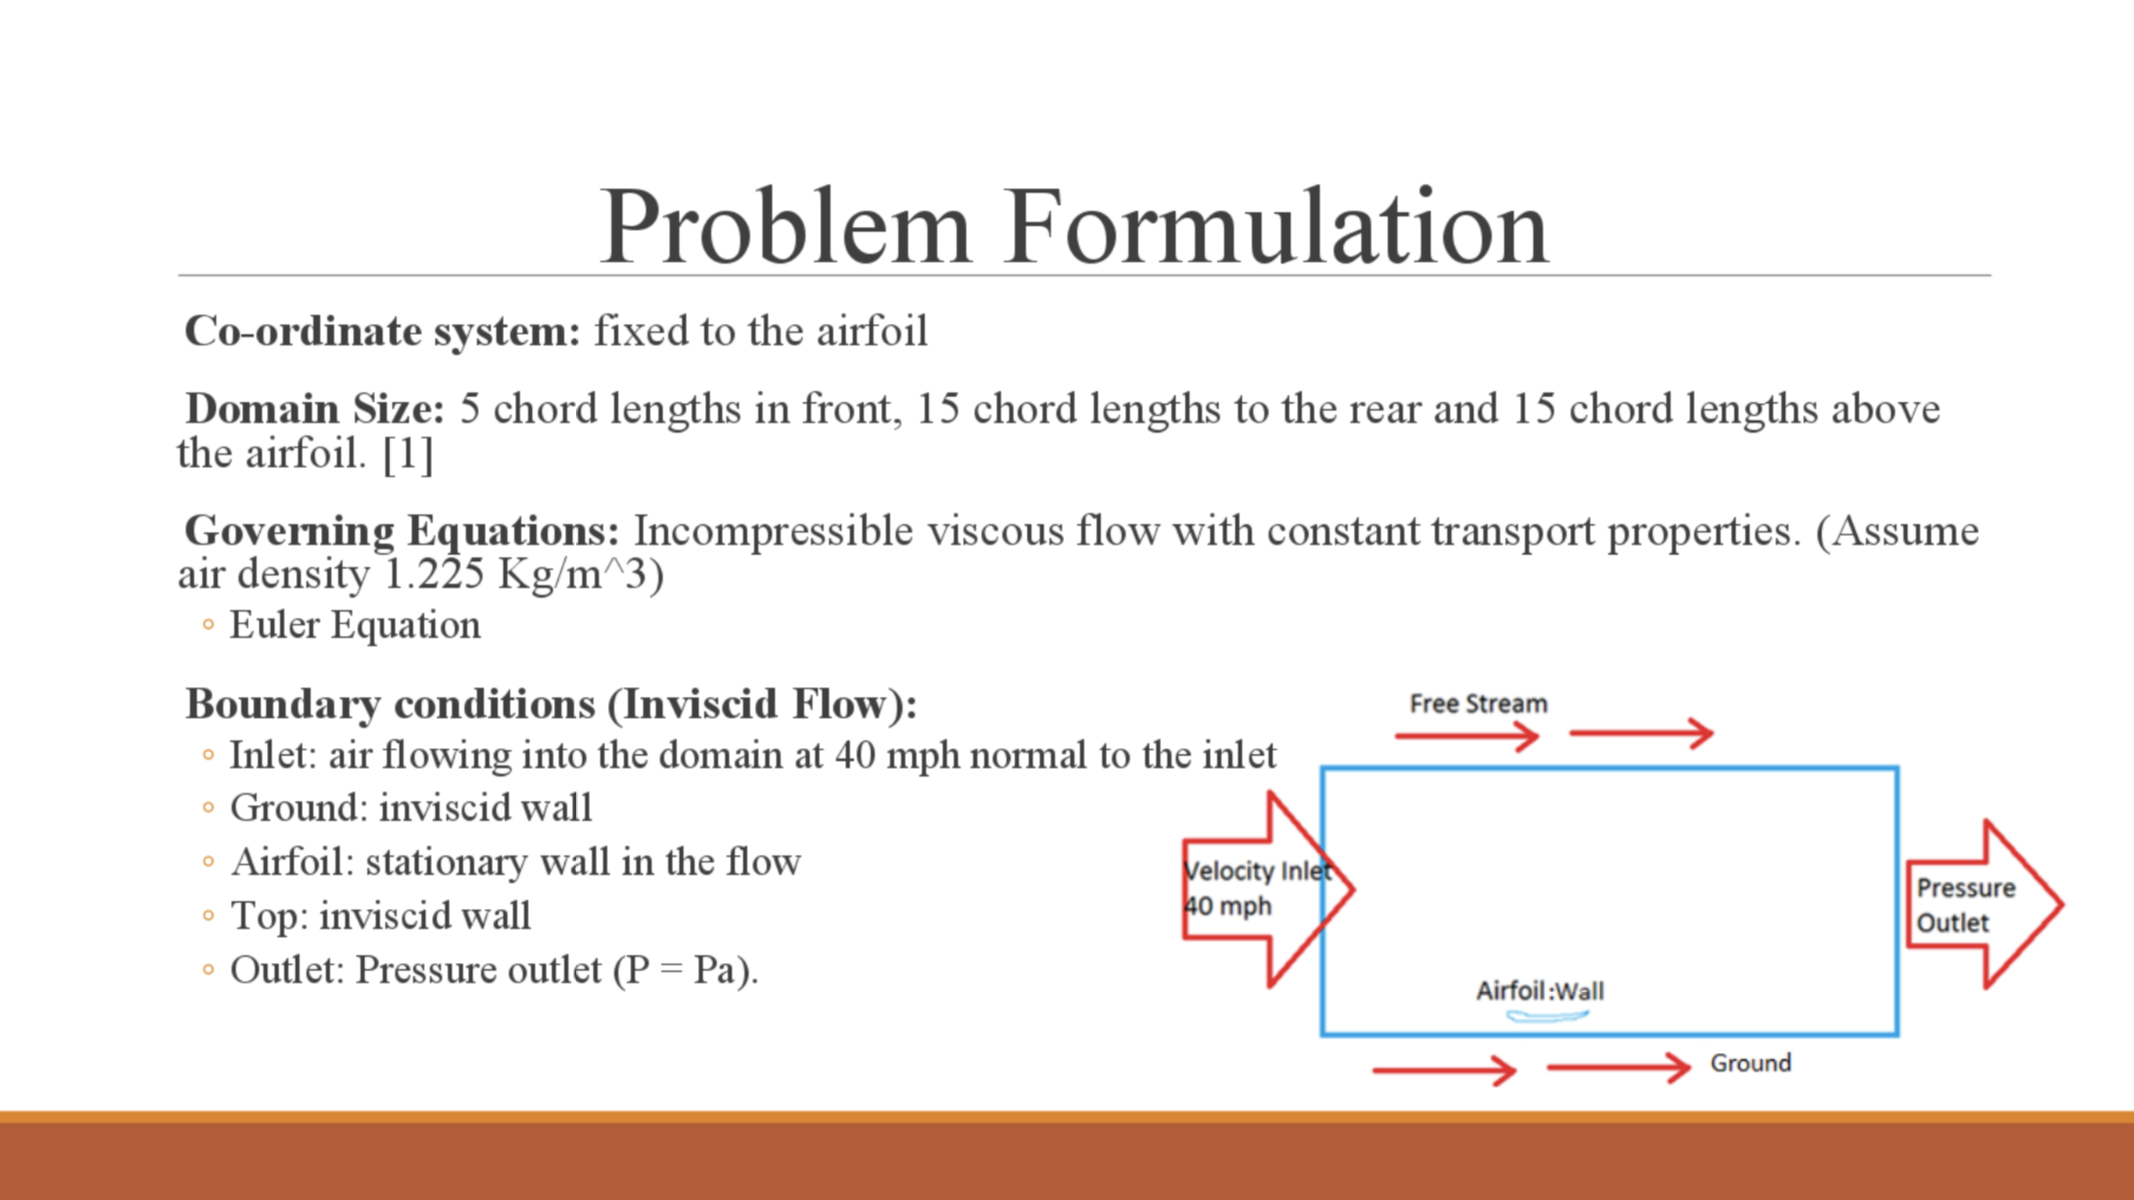 Problem Formulation
Co-ordinate system: fixed to the airfoil
Domain Size: 5 chord lengths in front, 15 chord lengths to the rear and 15 chord lengths above
the airfoil. [1]
Governing Equations: Incompressible viscous flow with constant transport properties. (Assume
air density 1.225 Kg/m^3)
◦ Euler Equation
Boundary conditions (Inviscid Flow):
◦ Inlet: air flowing into the domain at 40 mph normal to the inlet
◦ Ground: inviscid wall
◦ Airfoil: stationary wall in the flow
◦ Top: inviscid wall
◦ Outlet: Pressure outlet (P = Pa).
Free Stream
Velocity Inlet
40 mph
Pressure
Outlet
Airfoil:Wall
Ground